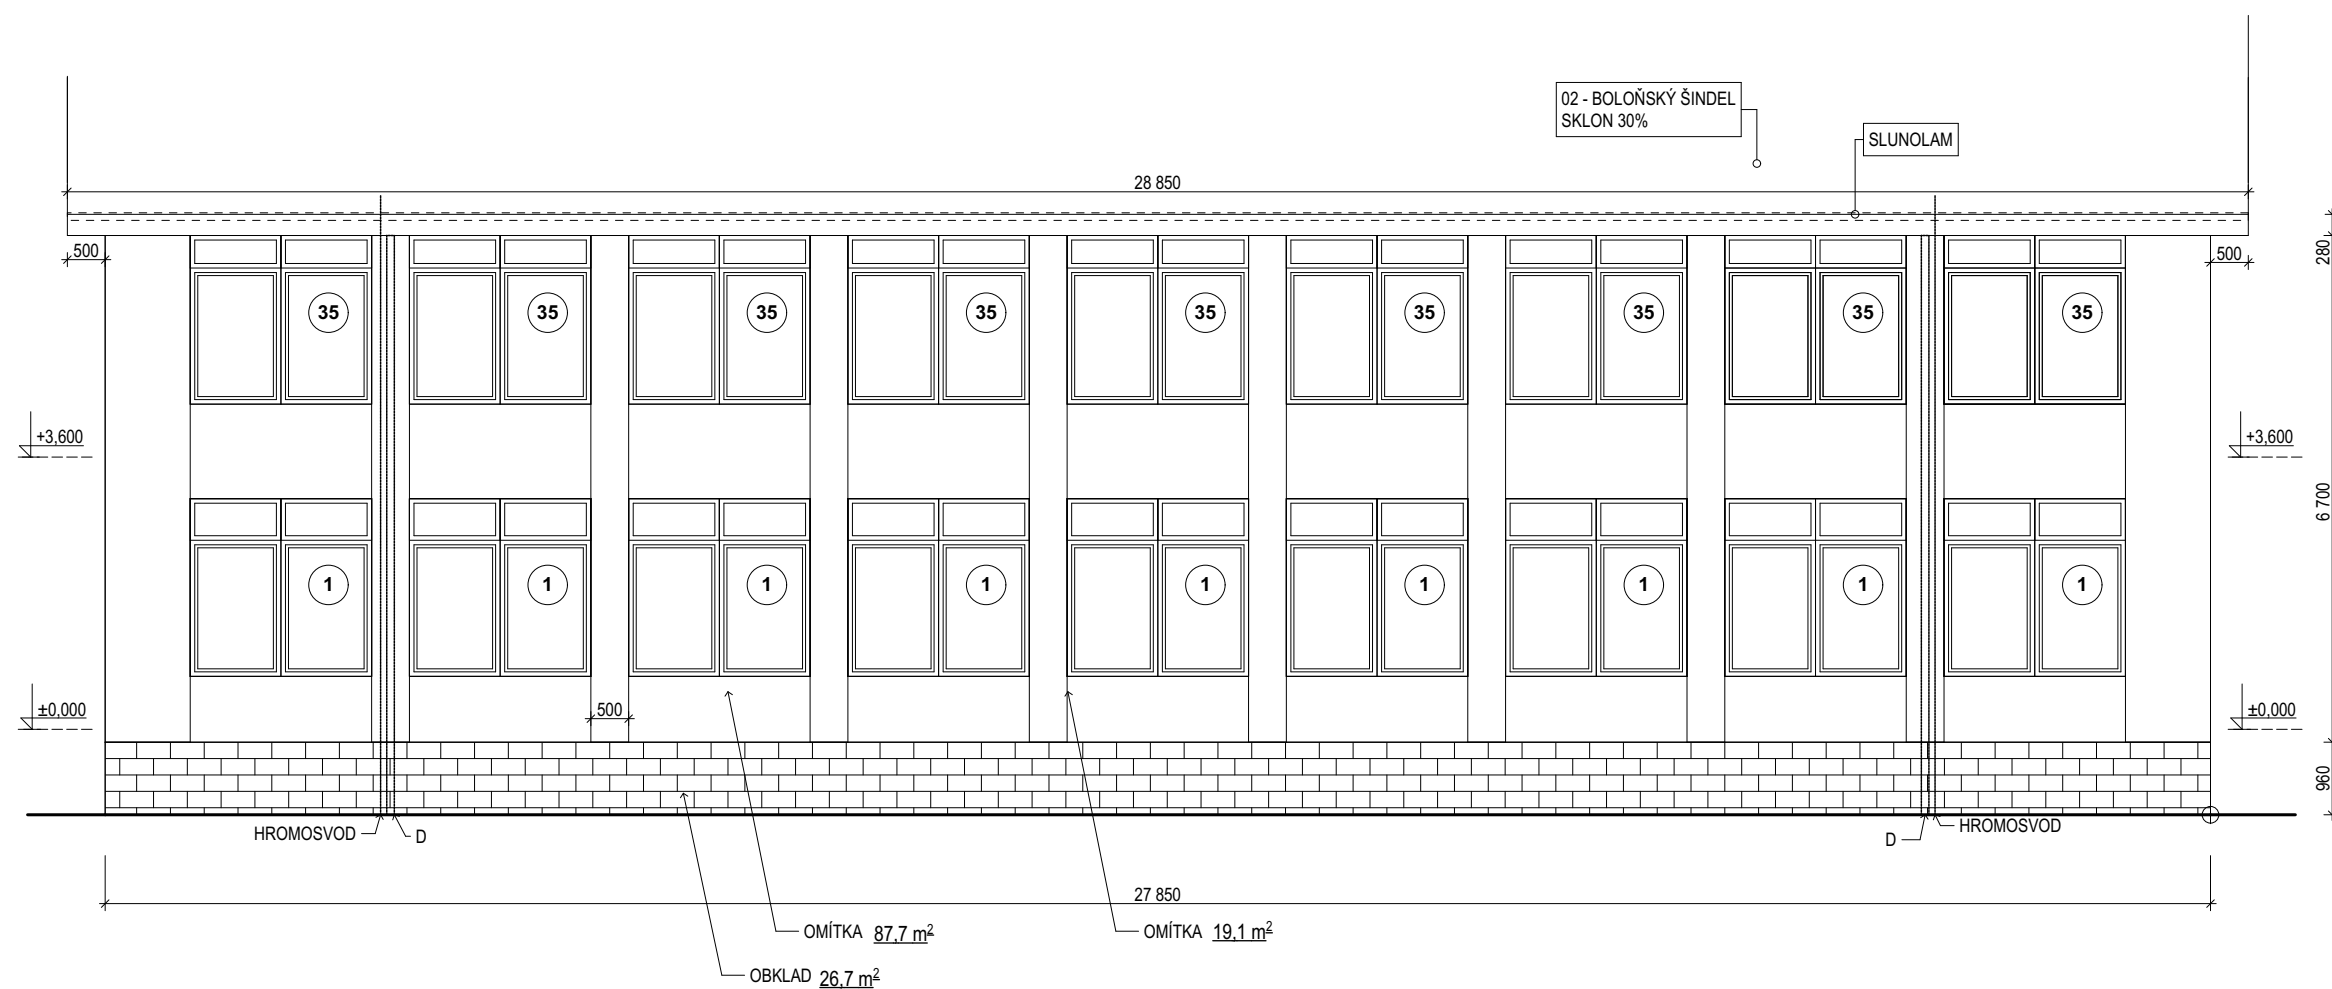 02 - BOLOŇSKÝ ŠINDEL
SKLON 30%
SLUNOLAM
28 850
500
500
280
35 35 35 35 35 35 35 35 35
+3,600
+3,600
6 700
1 1 1 1 1 1 1 1 1
±0,000
500
±0,000
960
HROMOSVOD
D
D
HROMOSVOD
27 850
OMÍTKA 87,7 m²
OMÍTKA 19,1 m²
OBKLAD 26,7 m²